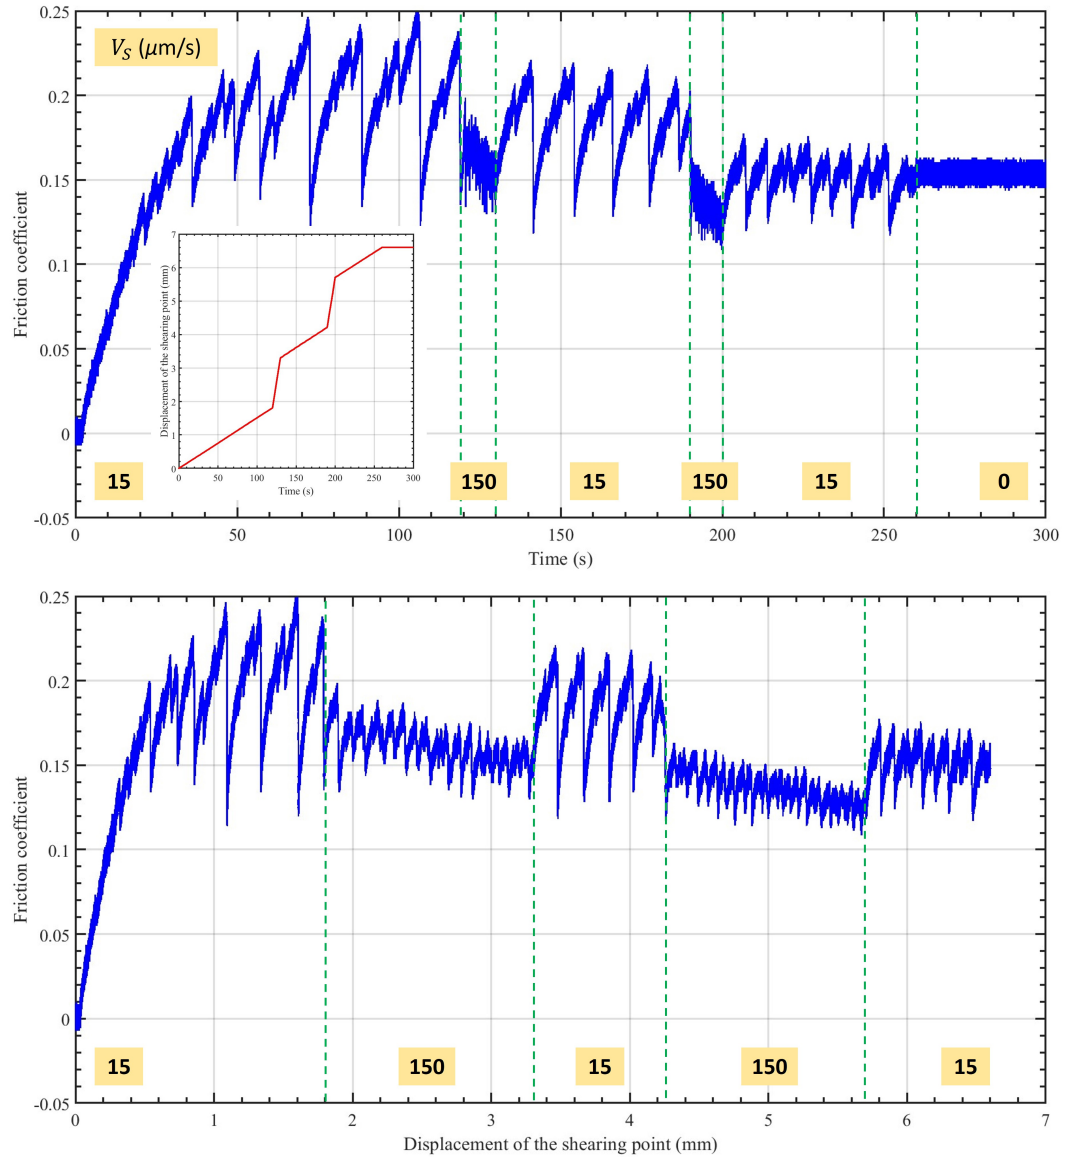 0.25
V_S (μm/s)
0.2
0.15
0.1
0.05
0
-0.05
Friction coefficient
7
6
5
4
3
2
1
0
Displacement of the shearing point (mm)
0 50 100 150 200 250 300
Time (s)
15 150 15 150 15 0
0 50 100 150 200 250 300
Time (s)
0.25
0.2
0.15
0.1
0.05
0
-0.05
Friction coefficient
15 150 15 150 15
0 1 2 3 4 5 6 7
Displacement of the shearing point (mm)